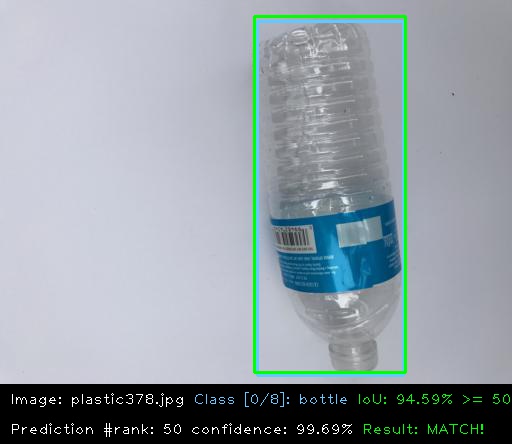 Image: plastic378.jpg Class [0/8]: bottle IoU: 94.59% >= 50
Prediction #rank: 50 confidence: 99.69% Result: MATCH!